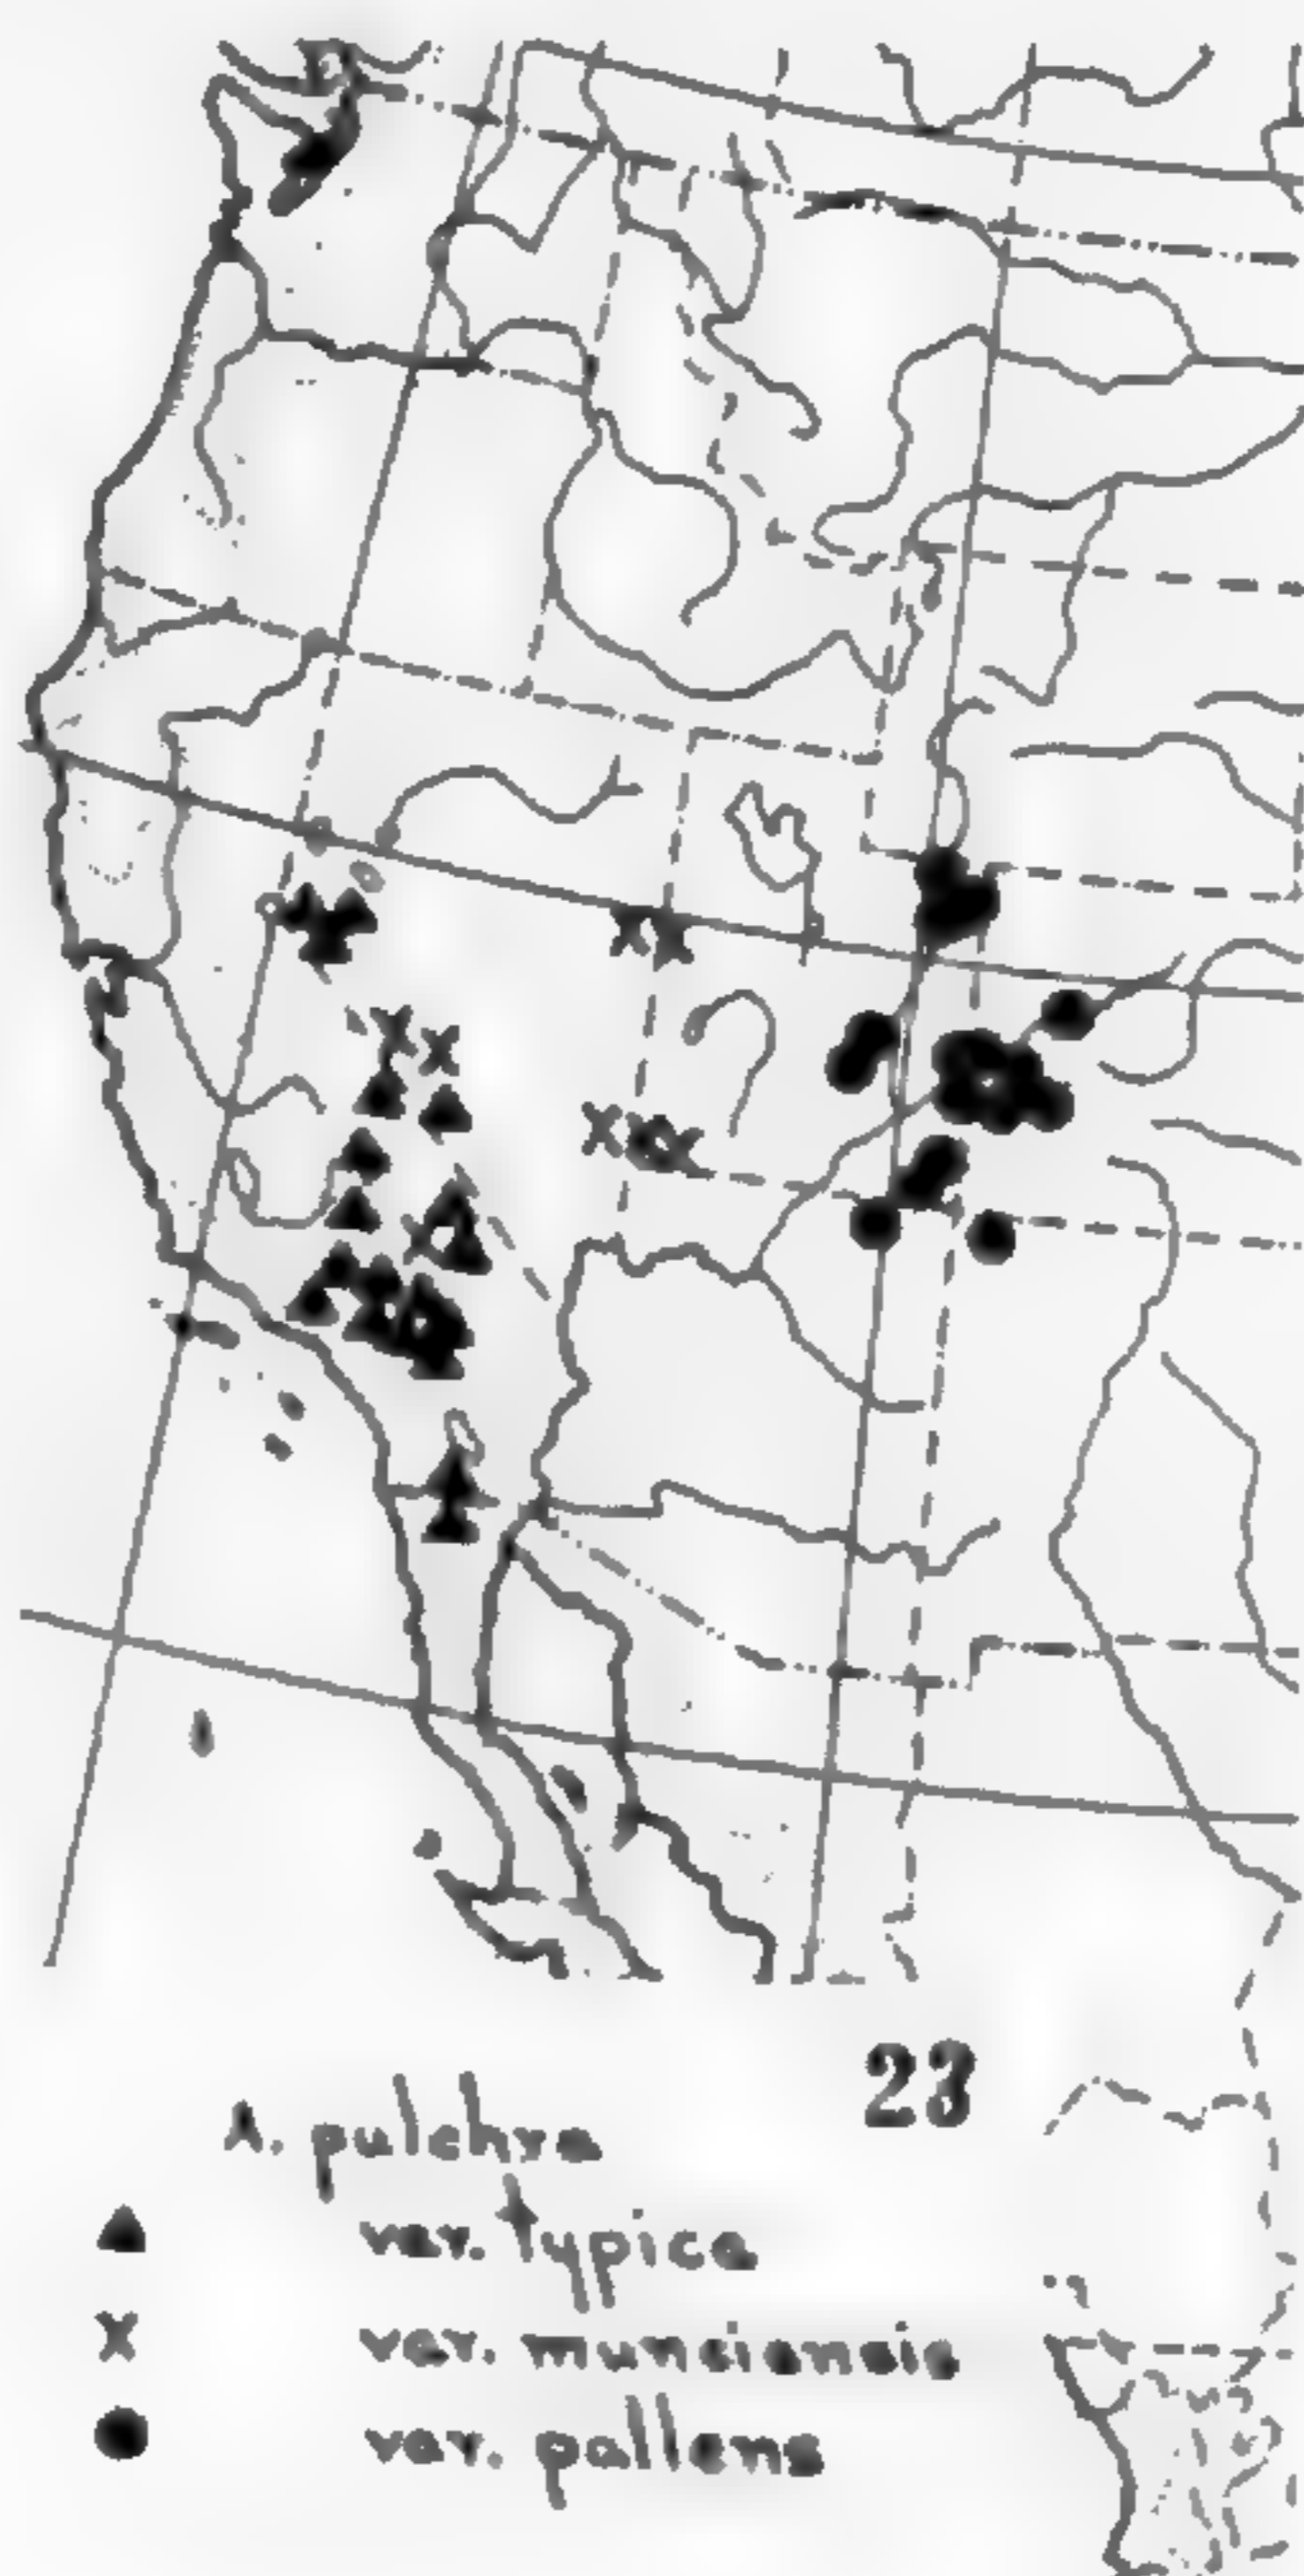 23
A. pulchra
var. typica
var. munciensis
var. pallens